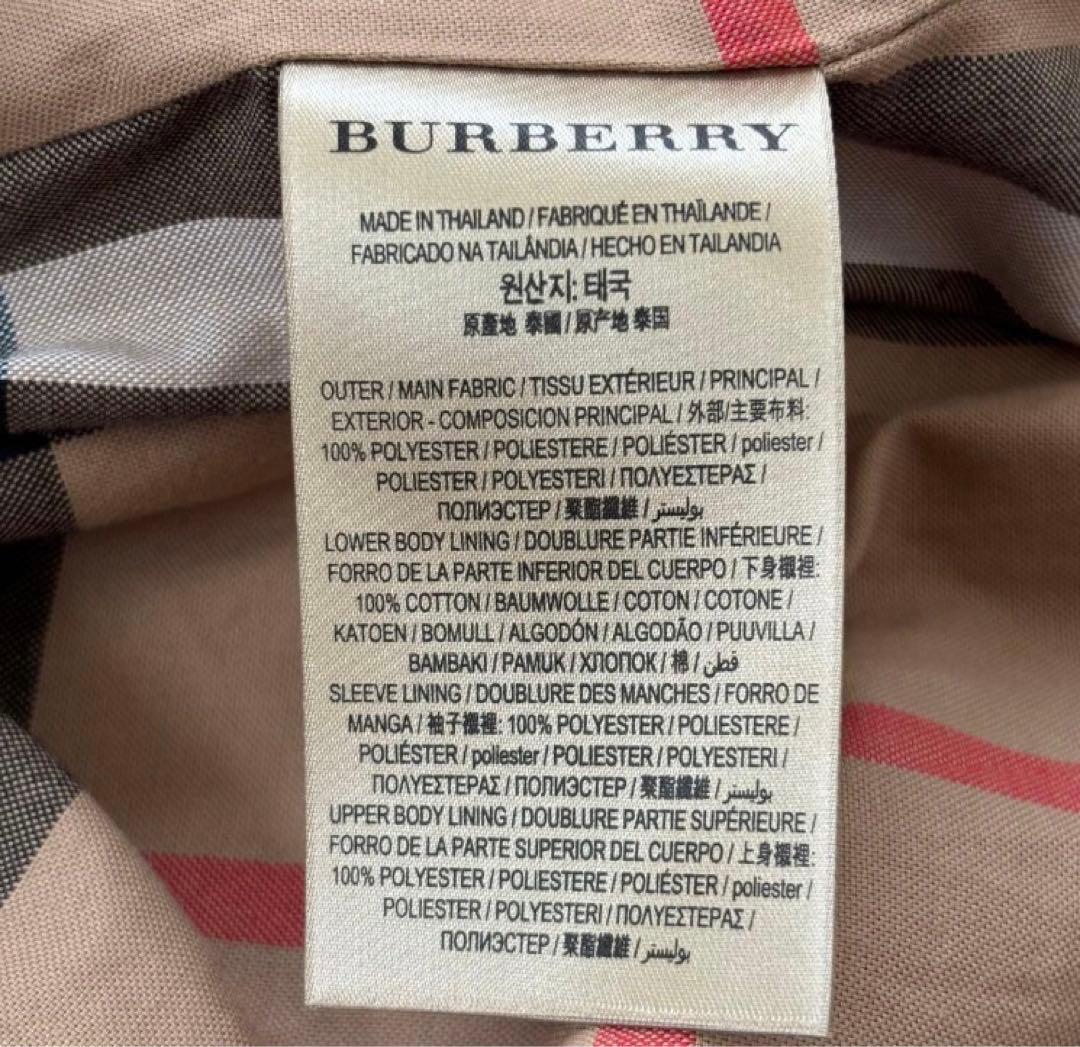 BURBERRY
MADE IN THAILAND / FABRIQUÉ EN THAÏLANDE /
FABRICADO NA TAILÂNDIA / HECHO EN TAILANDIA
원산지: 태국
原產地 泰國 / 原产地 泰国
OUTER / MAIN FABRIC / TISSU EXTÉRIEUR / PRINCIPAL /
EXTERIOR - COMPOSICION PRINCIPAL / 外部/主要布料:
100% POLYESTER / POLIESTERE / POLIÉSTER / poliester /
POLIESTER / POLYESTERI / ΠΟΛΥΕΣΤΕΡΑΣ /
ПОЛИЭСТЕР / 聚酯纖維 / بوليستر
LOWER BODY LINING / DOUBLURE PARTIE INFÉRIEURE /
FORRO DE LA PARTE INFERIOR DEL CUERPO / 下身襯裡:
100% COTTON / BAUMWOLLE / COTON / COTONE /
KATOEN / BOMULL / ALGODÓN / ALGODÃO / PUUVILLA /
BAMBAKI / PAMUK / ХЛОПОК / 棉 / قطن
SLEEVE LINING / DOUBLURE DES MANCHES / FORRO DE
MANGA / 袖子襯裡: 100% POLYESTER / POLIESTERE /
POLIÉSTER / poliester / POLIESTER / POLYESTERI /
ΠΟΛΥΕΣΤΕΡΑΣ / ПОЛИЭСТЕР / 聚酯纖維 / بوليستر
UPPER BODY LINING / DOUBLURE PARTIE SUPÉRIEURE /
FORRO DE LA PARTE SUPERIOR DEL CUERPO / 上身襯裡:
100% POLYESTER / POLIESTERE / POLIÉSTER / poliester /
POLIESTER / POLYESTERI / ΠΟΛΥΕΣΤΕΡΑΣ /
ПОЛИЭСТЕР / 聚酯纖維 / بوليستر